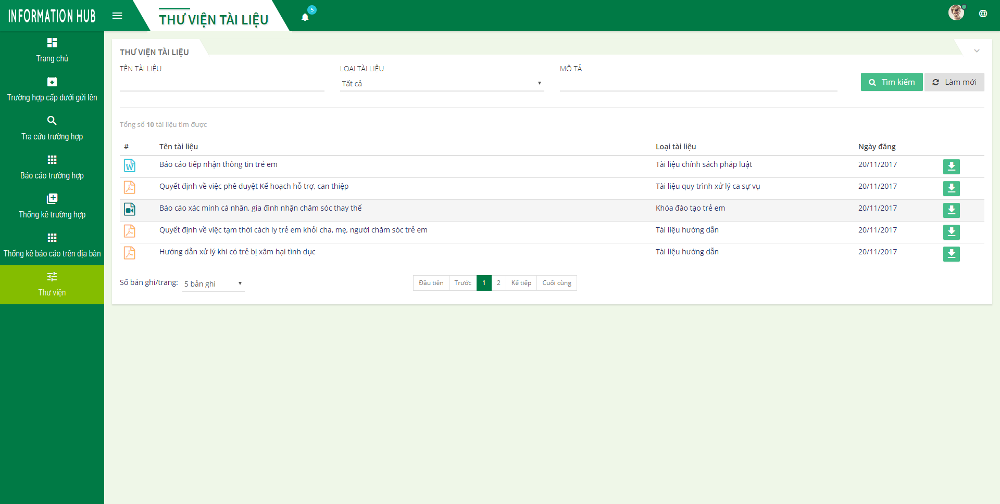 INFORMATION HUB
THƯ VIỆN TÀI LIỆU
5
Trang chủ
Trường hợp cấp dưới gửi lên
Tra cứu trường hợp
Báo cáo trường hợp
Thống kê trường hợp
Thống kê báo cáo trên địa bàn
Thư viện
THƯ VIỆN TÀI LIỆU
TÊN TÀI LIỆU LOẠI TÀI LIỆU MÔ TẢ
Tất cả
Tìm kiếm Làm mới
Tổng số 10 tài liệu tìm được
# Tên tài liệu Loại tài liệu Ngày đăng
Báo cáo tiếp nhận thông tin trẻ em Tài liệu chính sách pháp luật 20/11/2017
Quyết định về việc phê duyệt Kế hoạch hỗ trợ, can thiệp Tài liệu quy trình xử lý ca sự vụ 20/11/2017
Báo cáo xác minh cá nhân, gia đình nhận chăm sóc thay thế Khóa đào tạo trẻ em 20/11/2017
Quyết định về việc tạm thời cách ly trẻ em khỏi cha, mẹ, người chăm sóc trẻ em Tài liệu hướng dẫn 20/11/2017
Hướng dẫn xử lý khi có trẻ bị xâm hại tình dục Tài liệu hướng dẫn 20/11/2017
Số bản ghi/trang: 5 bản ghi Đầu tiên Trước 1 2 Kế tiếp Cuối cùng